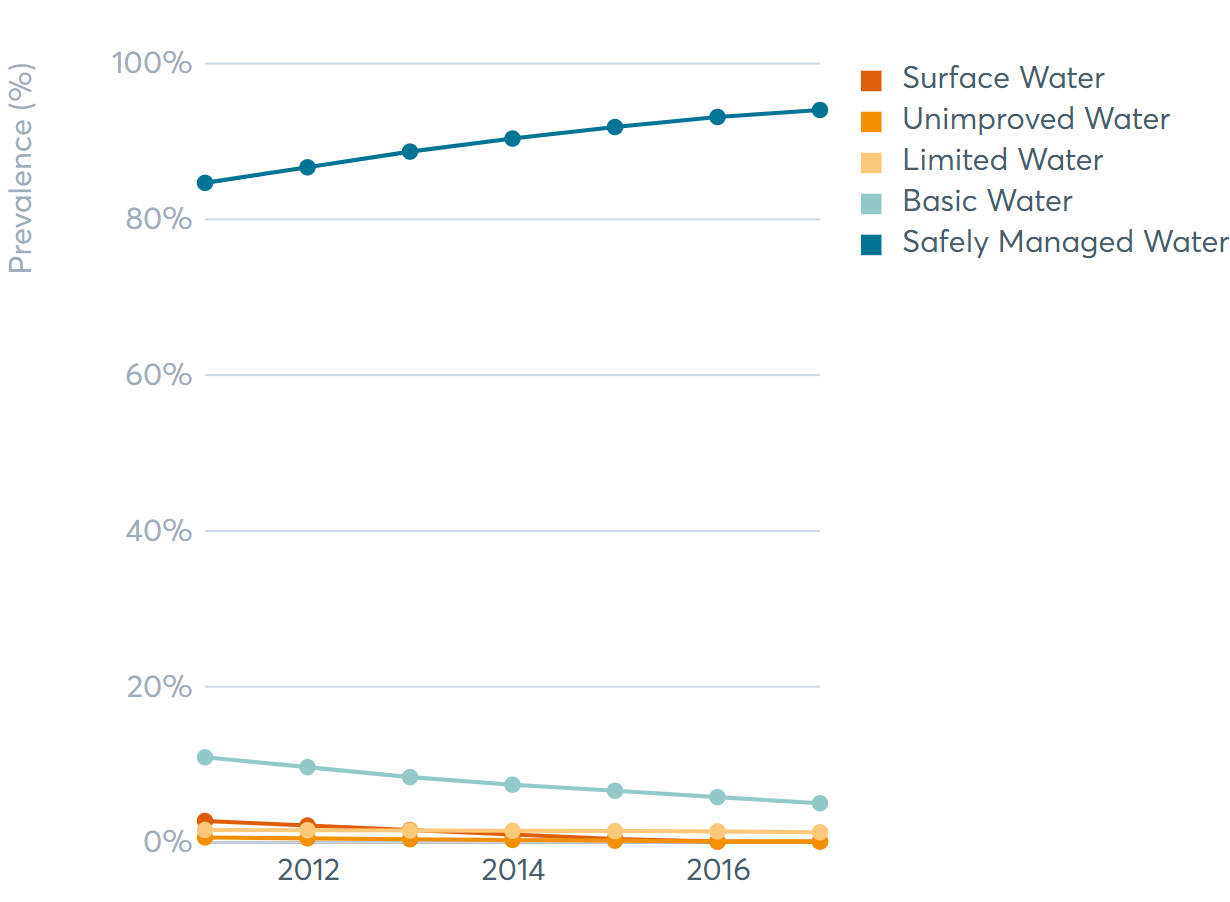 Prevalence (%)
100%
80%
60%
40%
20%
0%
2012
2014
2016
Surface Water
Unimproved Water
Limited Water
Basic Water
Safely Managed Water